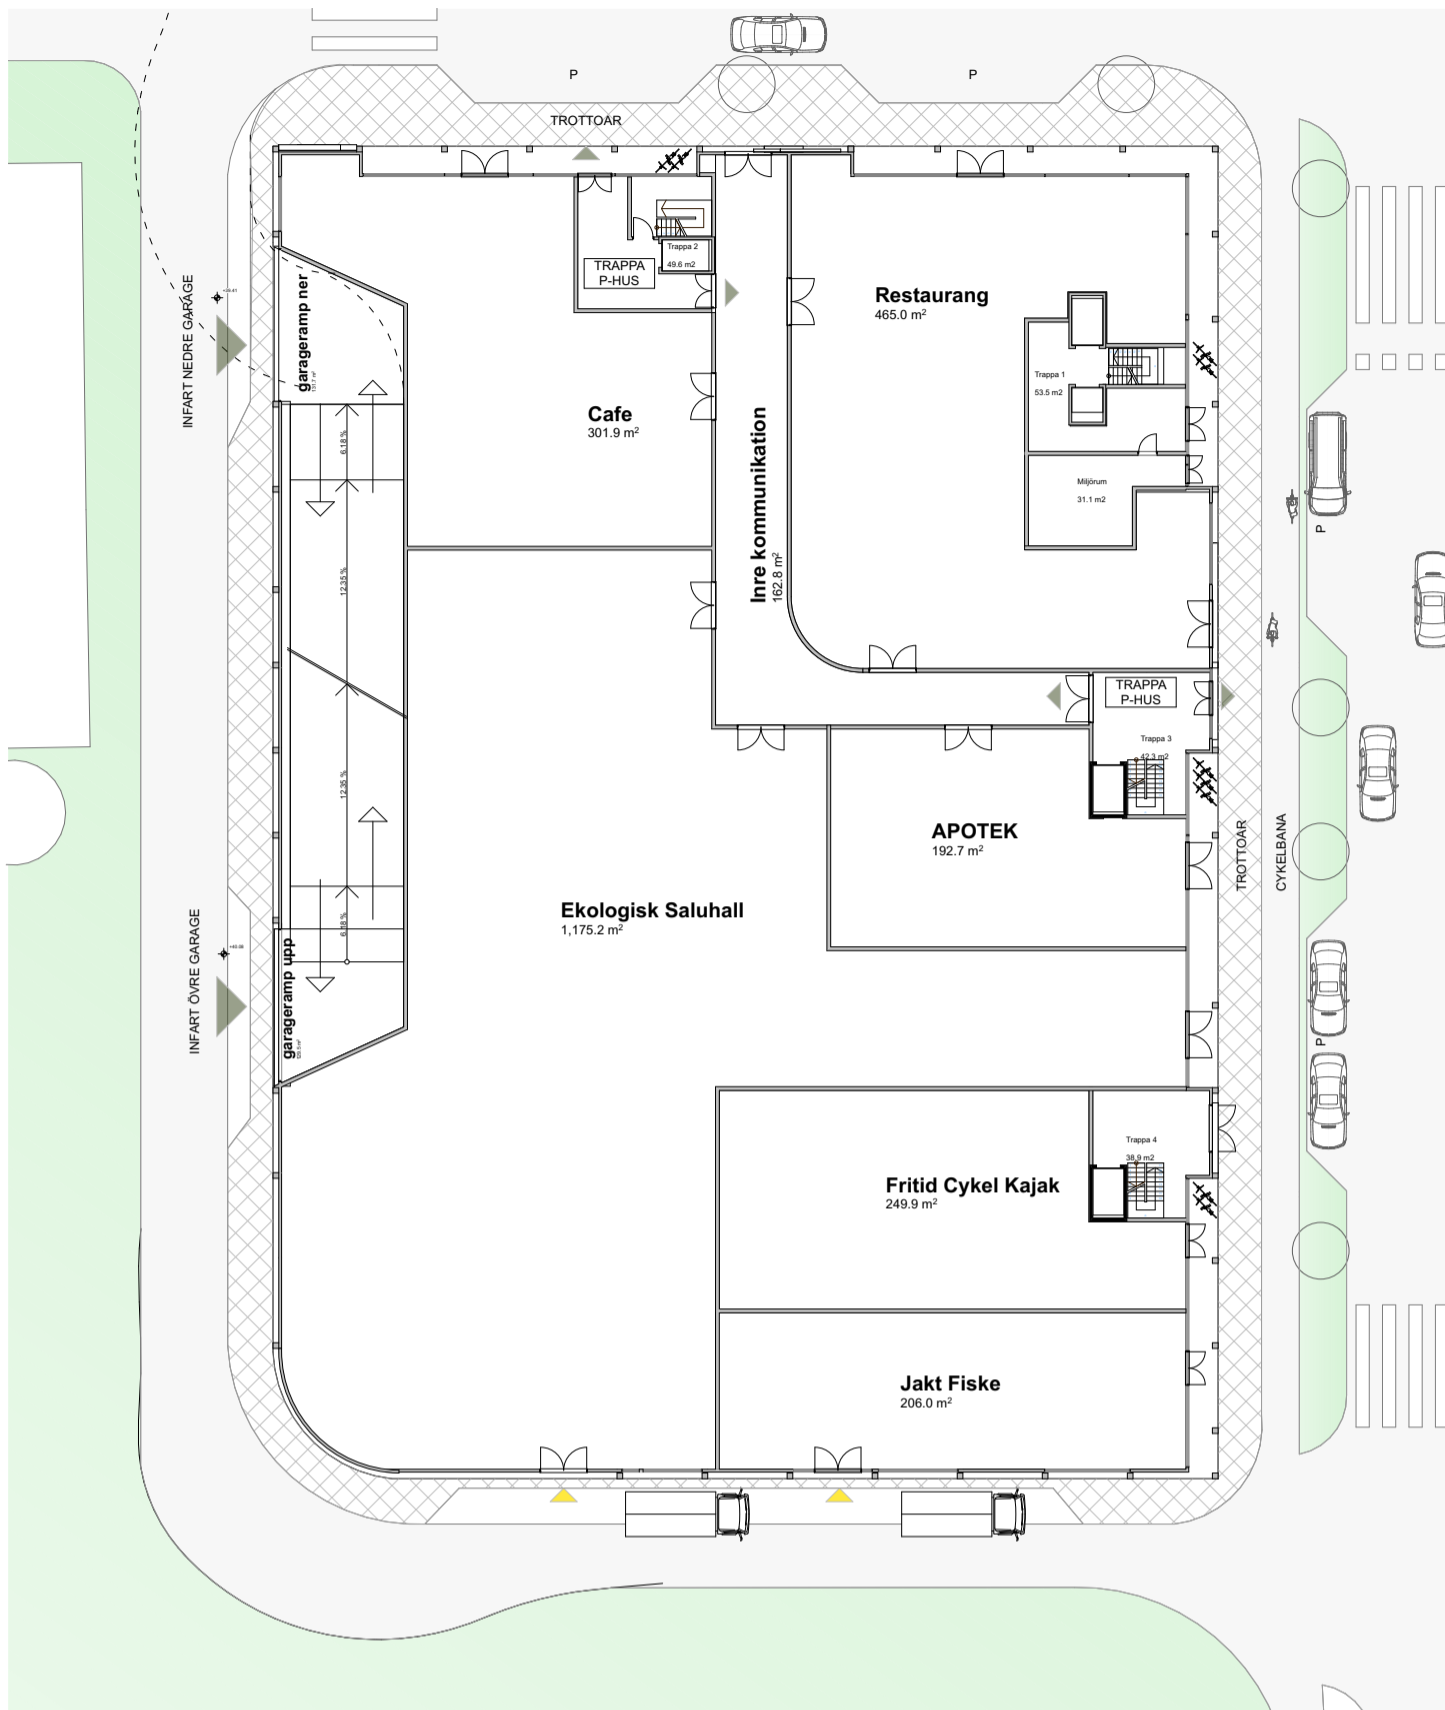 P
P
TROTTOAR
Trappa 2
49.6 m2
TRAPPA
P-HUS
INFART NEDRE GARAGE
garageramp ner
Restaurang
465.0 m²
Trappa 1
53.5 m2
Cafe
301.9 m²
6.18 %
Inre kommunikation
162.8 m²
Miljörum
31.1 m2
P
12.35 %
TRAPPA
P-HUS
Trappa 3
42.3 m2
12.35 %
APOTEK
192.7 m²
TROTTOAR
CYKELBANA
Ekologisk Saluhall
1,175.2 m²
6.18 %
INFART ÖVRE GARAGE
garageramp upp
P
Trappa 4
38.9 m2
Fritid Cykel Kajak
249.9 m²
Jakt Fiske
206.0 m²